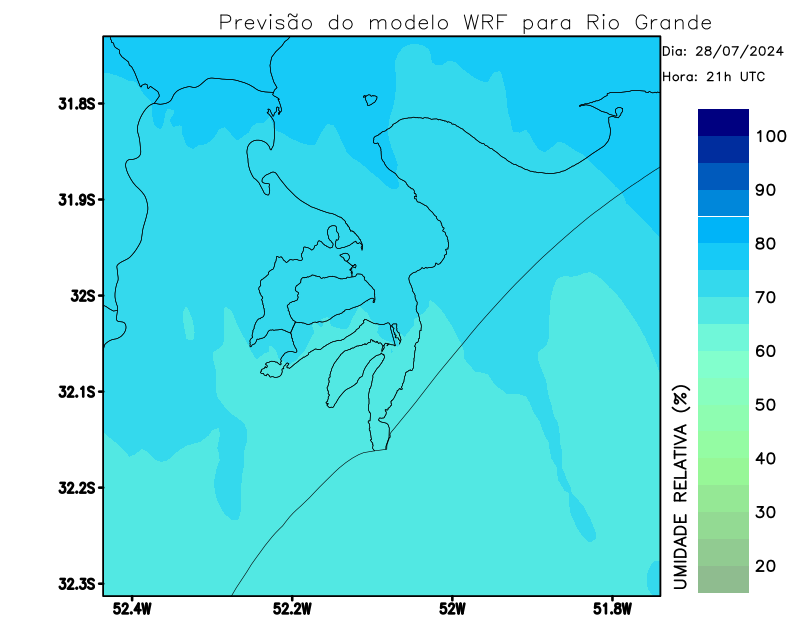 Previsão do modelo WRF para Rio Grande
Dia: 28/07/2024
Hora: 21h UTC
31.8S
31.9S
32S
32.1S
32.2S
32.3S
52.4W
52.2W
52W
51.8W
100
90
80
70
60
50
40
30
20
UMIDADE RELATIVA (%)